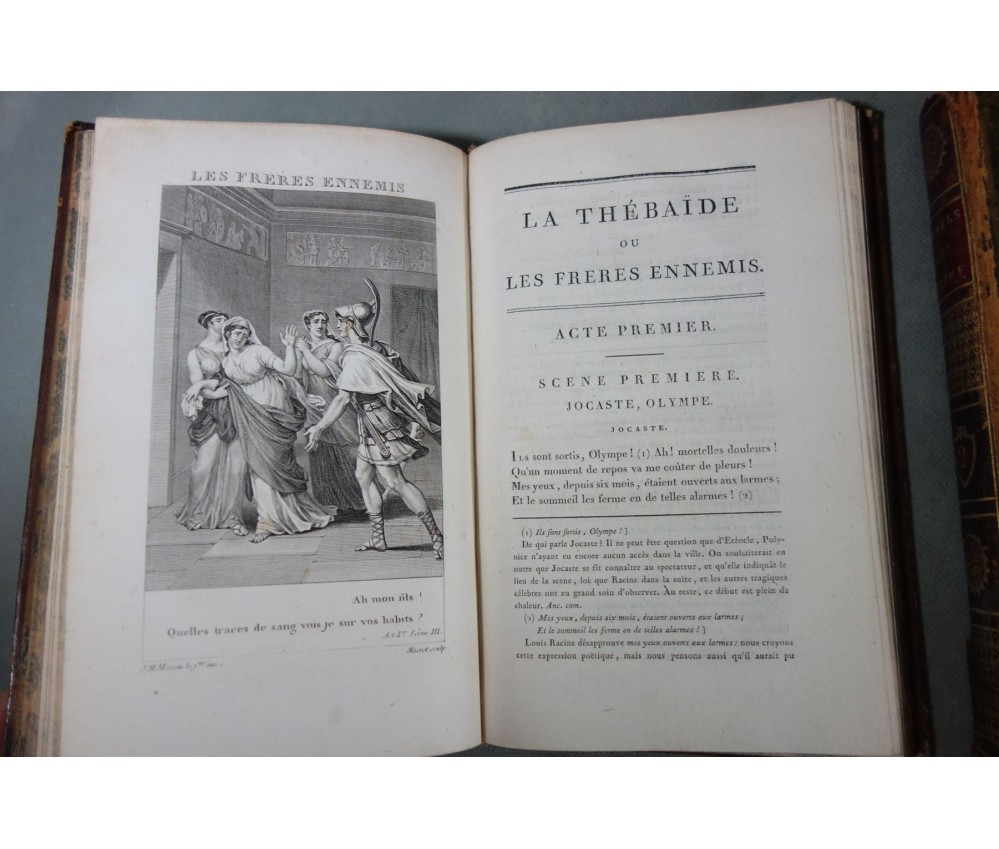 LES FRERES ENNEMIS
Ah mon fils !
Quelles traces de sang vois je sur vos habits ?
Act. I.er Scène III.
LA THÉBAÏDE
OU
LES FRERES ENNEMIS.
ACTE PREMIER.
SCENE PREMIERE.
JOCASTE, OLYMPE.
JOCASTE.
ILs sont sortis, Olympe ! (1) Ah ! mortelles douleurs !
Qu'un moment de repos va me coûter de pleurs !
Mes yeux, depuis six mois, étaient ouverts aux larmes ;
Et le sommeil les ferme en de telles alarmes ! (2)
(1) Ils sont sortis, Olympe !]
De qui parle Jocaste ? Il ne peut être question que d'Etéocle, Poly-
nice n'ayant eu encore aucun accès dans la ville. On souhaiterait en
outre que Jocaste se fît connaître au spectateur, et qu'elle indiquât le
lieu de la scene, loi que Racine dans la suite, et les autres tragiques
célebres ont eu grand soin d'observer. Au reste, ce début est plein de
chaleur. Anc. com.
(2) Mes yeux, depuis six mois, étaient ouverts aux larmes ;
Et le sommeil les ferme en de telles alarmes !]
Louis Racine désapprouve mes yeux ouverts aux larmes : nous croyons
cette expression poëtique, mais nous pensons aussi qu'il aurait pu